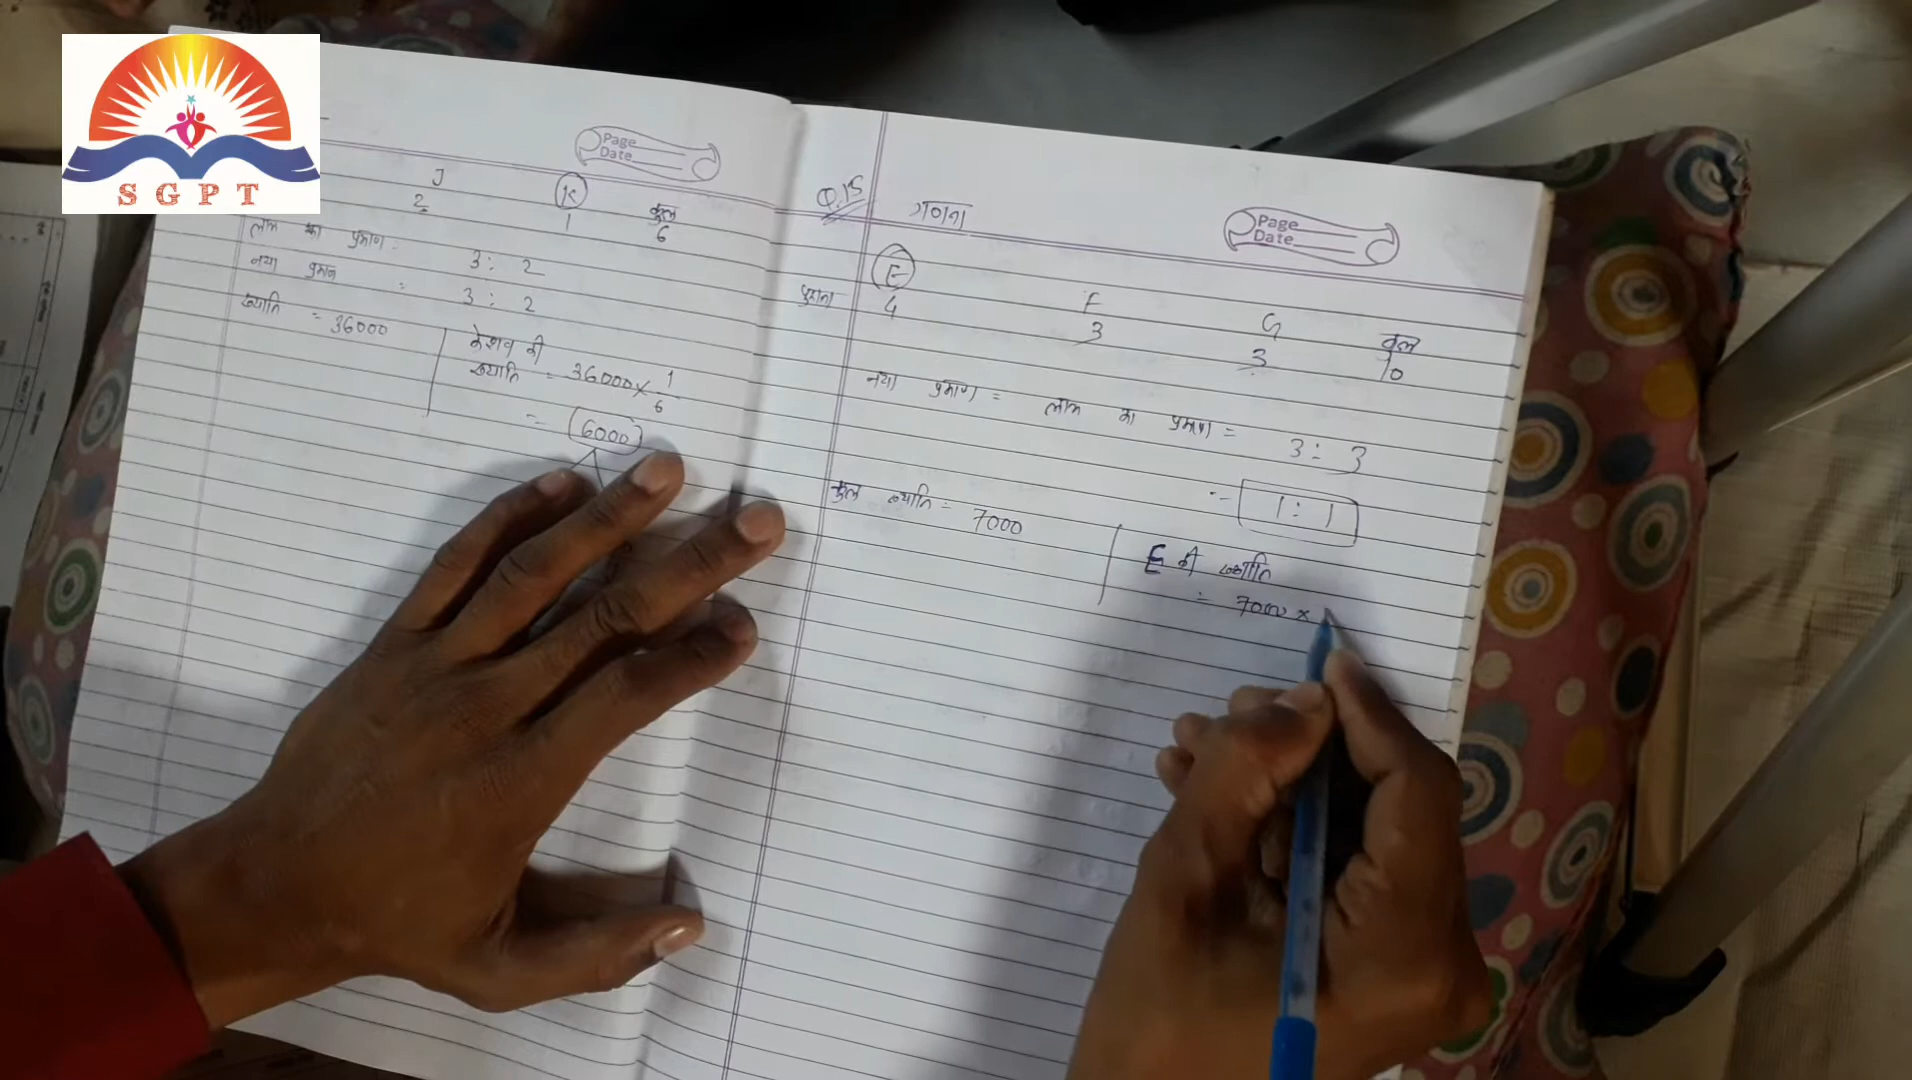 SGPT
Page
Date
J K कुल
2 1 6
लाभ का प्रमाण = 3 : 2
नया प्रमाण = 3 : 2
ख्याति = 36000
केशव की
ख्याति = 36000 × 1/6
= 6000
Page
Date
Q.15 गणना
E F G कुल
पुराना 4 3 3 10
नया प्रमाण = लाभ का प्रमाण = 3 : 3
= 1 : 1
कुल ख्याति = 7000
E की ख्याति
= 7000 ×